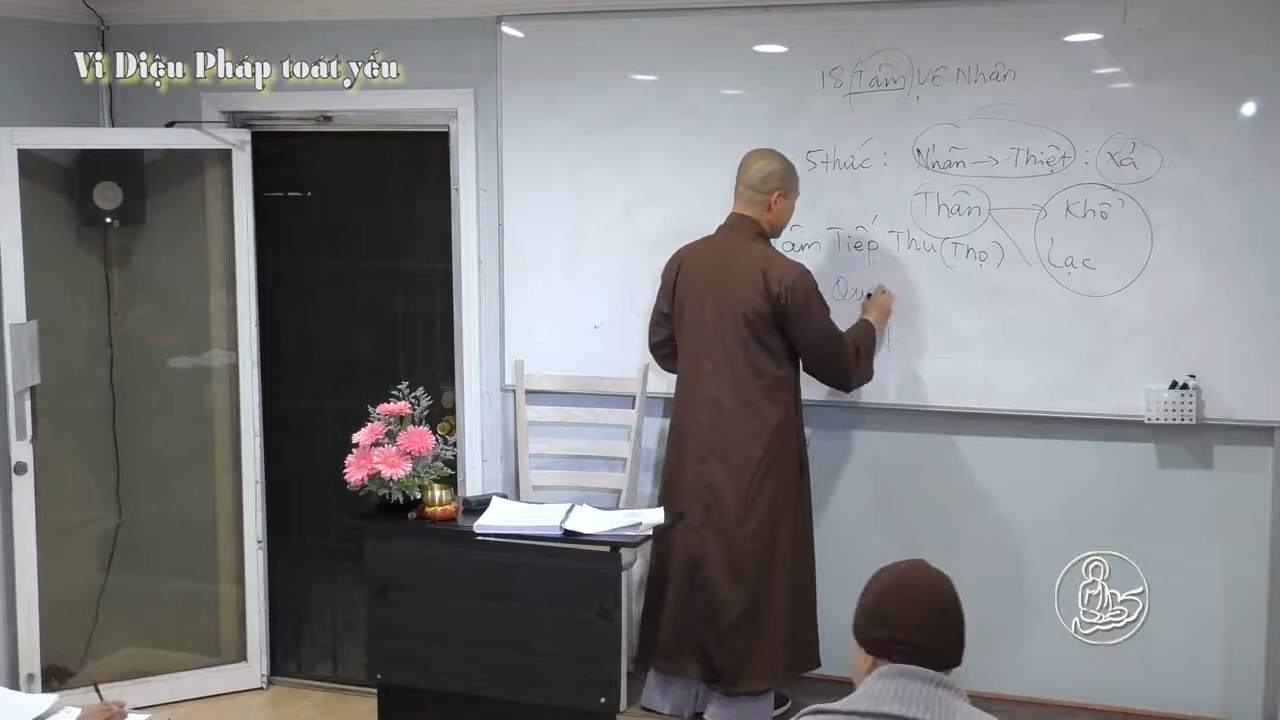 Vi Diệu Pháp toát yếu
18 Tâm Vô Nhân
5 thức : Nhãn → Thiệt : Xả
Thân → Khổ
Lạc
Tâm Tiếp Thu (Thọ)